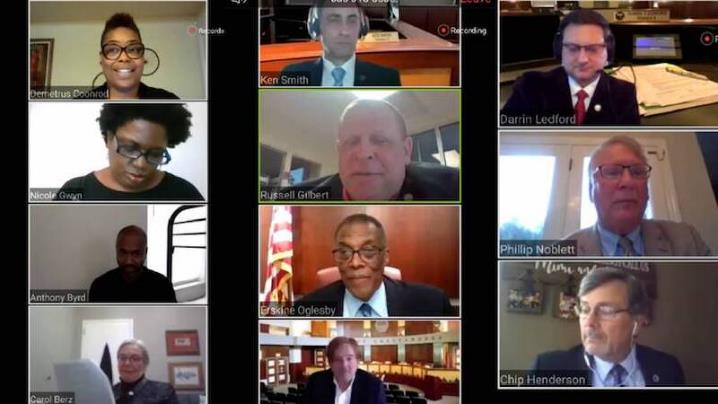 Recording
Leave
Recording
R
Demetrus Coonrod
Ken Smith
Darrin Ledford
Nicole Gwyn
Russell Gilbert
Phillip Noblett
Anthony Byrd
Erskine Oglesby
Chip Henderson
Carol Berz